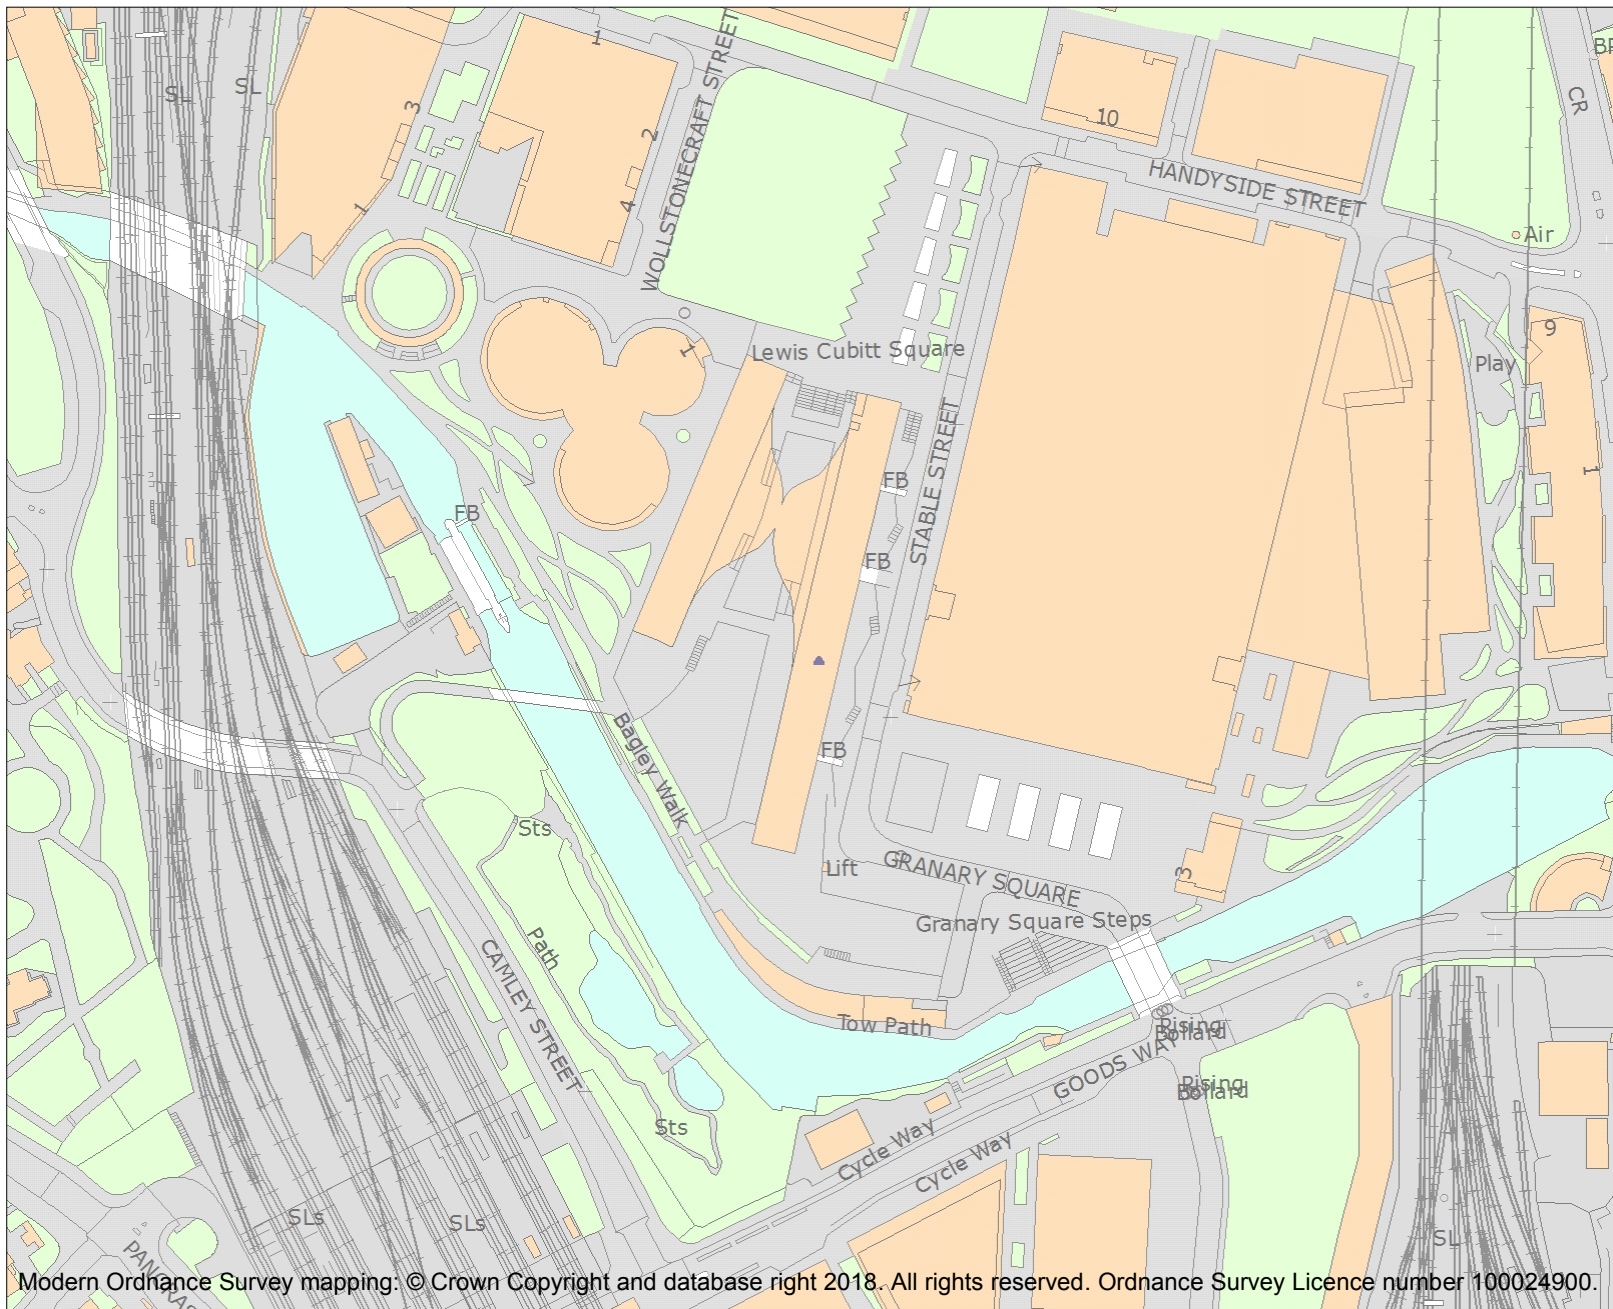 SL
SL
3
1
2
4
1
WOLLSTONECRAFT STREET
10
HANDYSIDE STREET
CR
Air
9
Play
1
1
Lewis Cubitt Square
STABLE STREET
FB
FB
FB
FB
Bagley Walk
Sts
Path
CAMLEY STREET
Sts
Lift
GRANARY SQUARE
3
Granary Square Steps
Tow Path
Rising
Bollard
GOODS WAY
Rising
Bollard
Cycle Way
Cycle Way
SLs
SLs
SL
Modern Ordnance Survey mapping: © Crown Copyright and database right 2018. All rights reserved. Ordnance Survey Licence number 100024900.